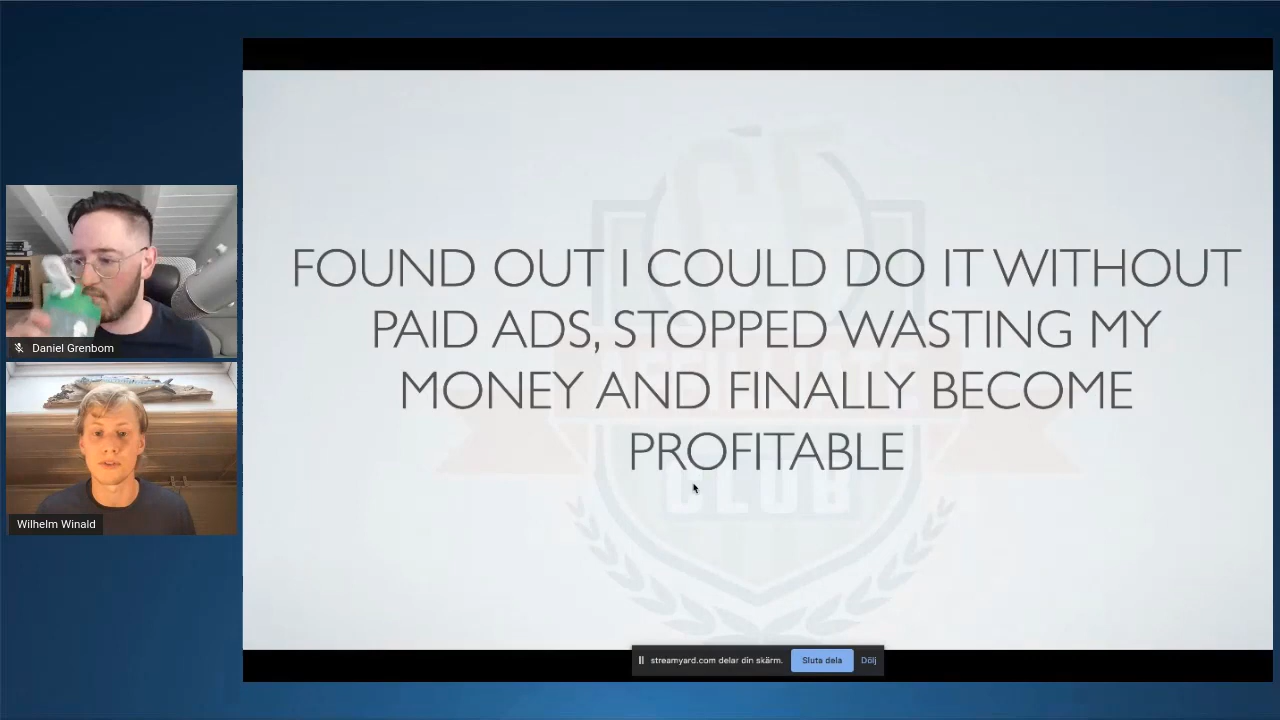 FOUND OUT I COULD DO IT WITHOUT
PAID ADS, STOPPED WASTING MY
MONEY AND FINALLY BECOME
PROFITABLE
CLUB
Daniel Grenbom
Wilhelm Winald
streamyard.com delar din skärm.
Sluta dela
Dölj